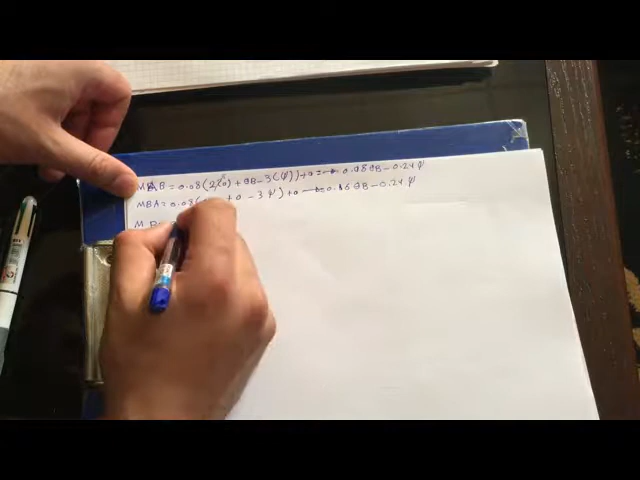 MAB = 0.08(2(0) + θB - 3(ψ)) + 0 = → 0.08θB - 0.24ψ
MBA = 0.08( + 0 - 3ψ) + 0 → 0.16θB - 0.24ψ
M